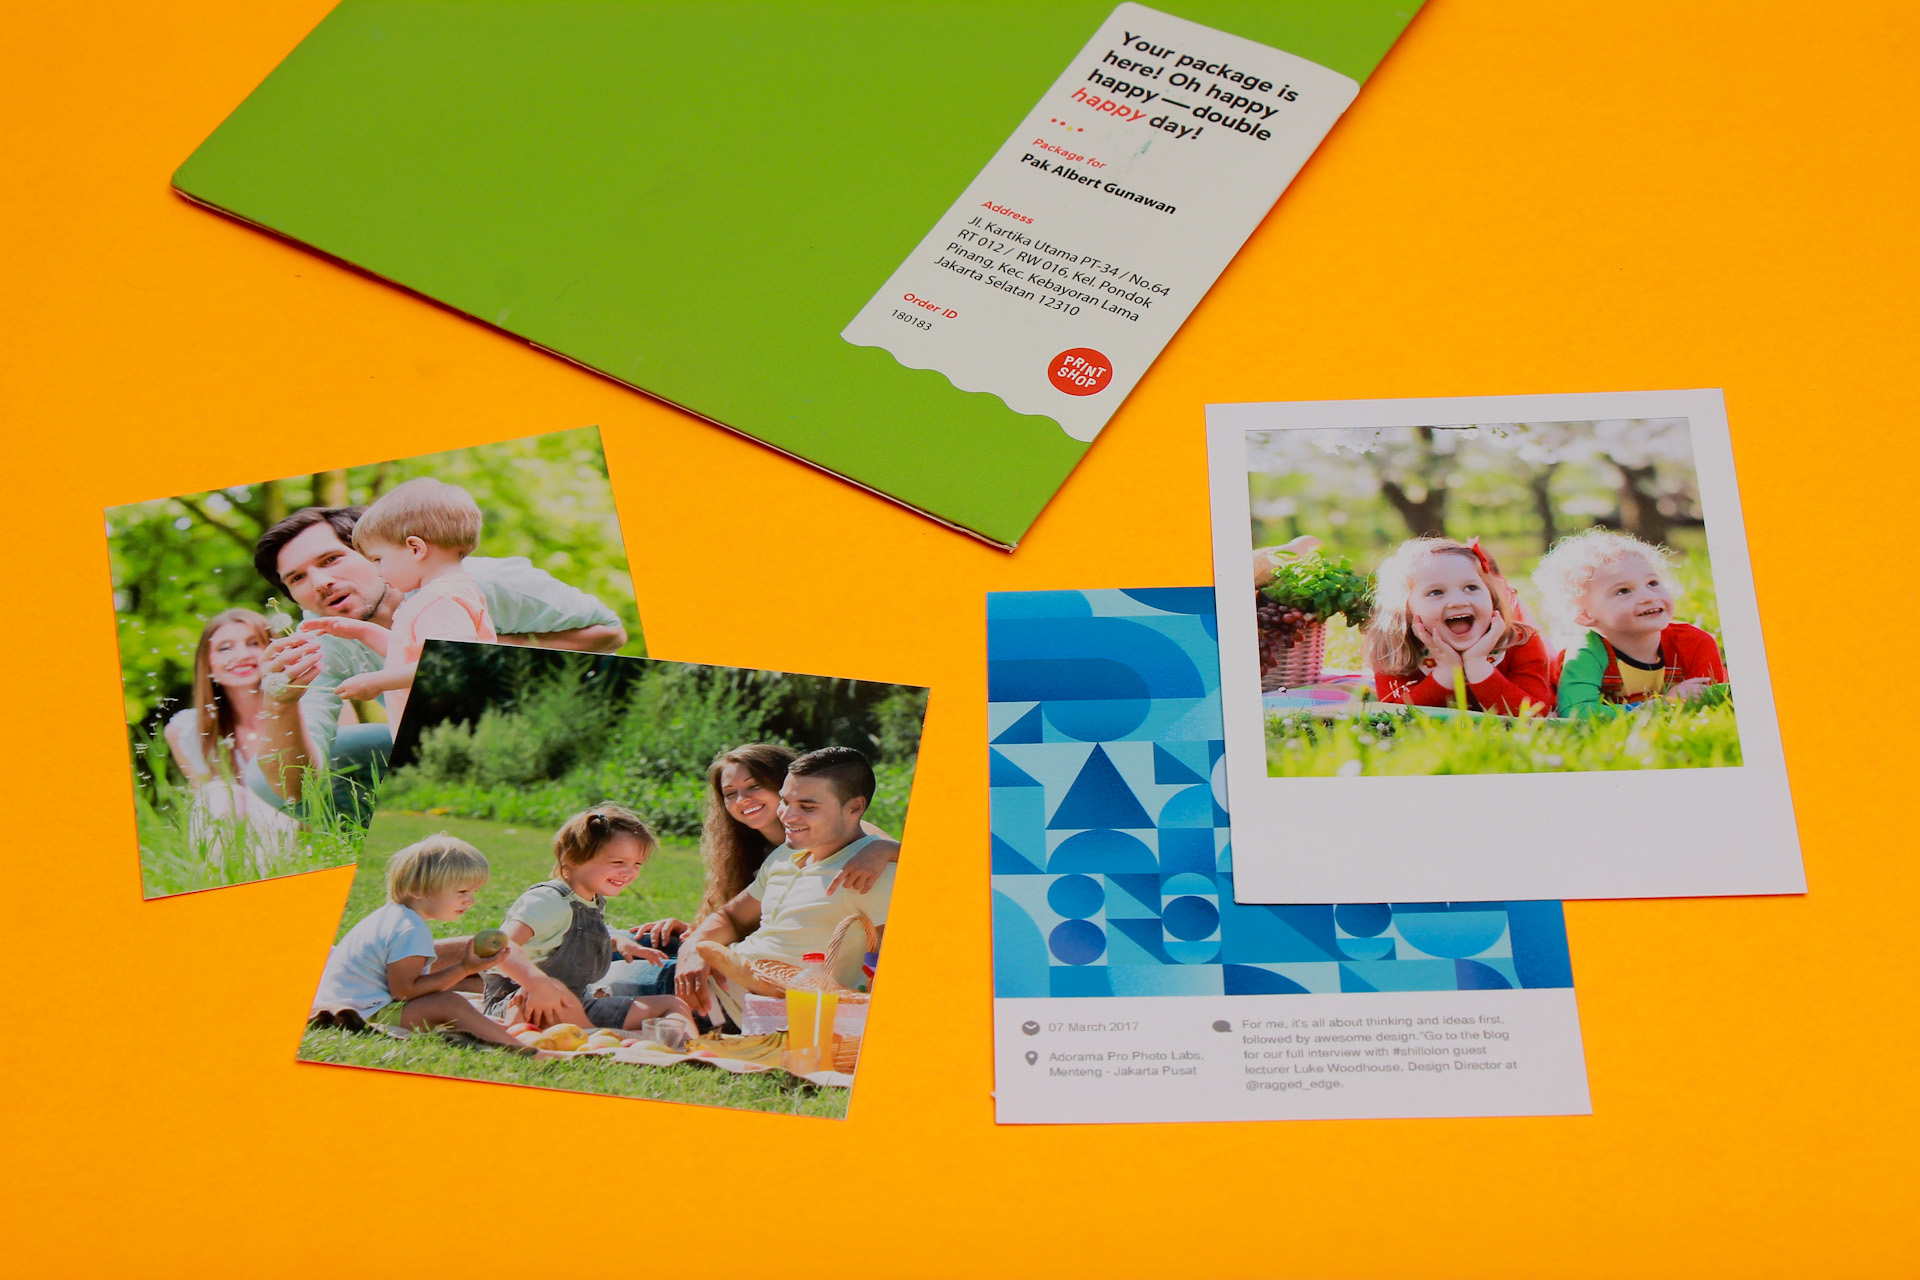 Your package is
here! Oh happy
happy — double
happy day!
Package for
Pak Albert Gunawan
Address
Jl. Kartika Utama PT-34 / No.64
RT 012 / RW 016, Kel. Pondok
Pinang, Kec. Kebayoran Lama
Jakarta Selatan 12310
Order ID
180183
PRINT
SHOP
07 March 2017
Adorama Pro Photo Labs,
Menteng - Jakarta Pusat
For me, it's all about thinking and ideas first,
followed by awesome design."Go to the blog
for our full interview with #shillolon guest
lecturer Luke Woodhouse, Design Director at
@ragged_edge.